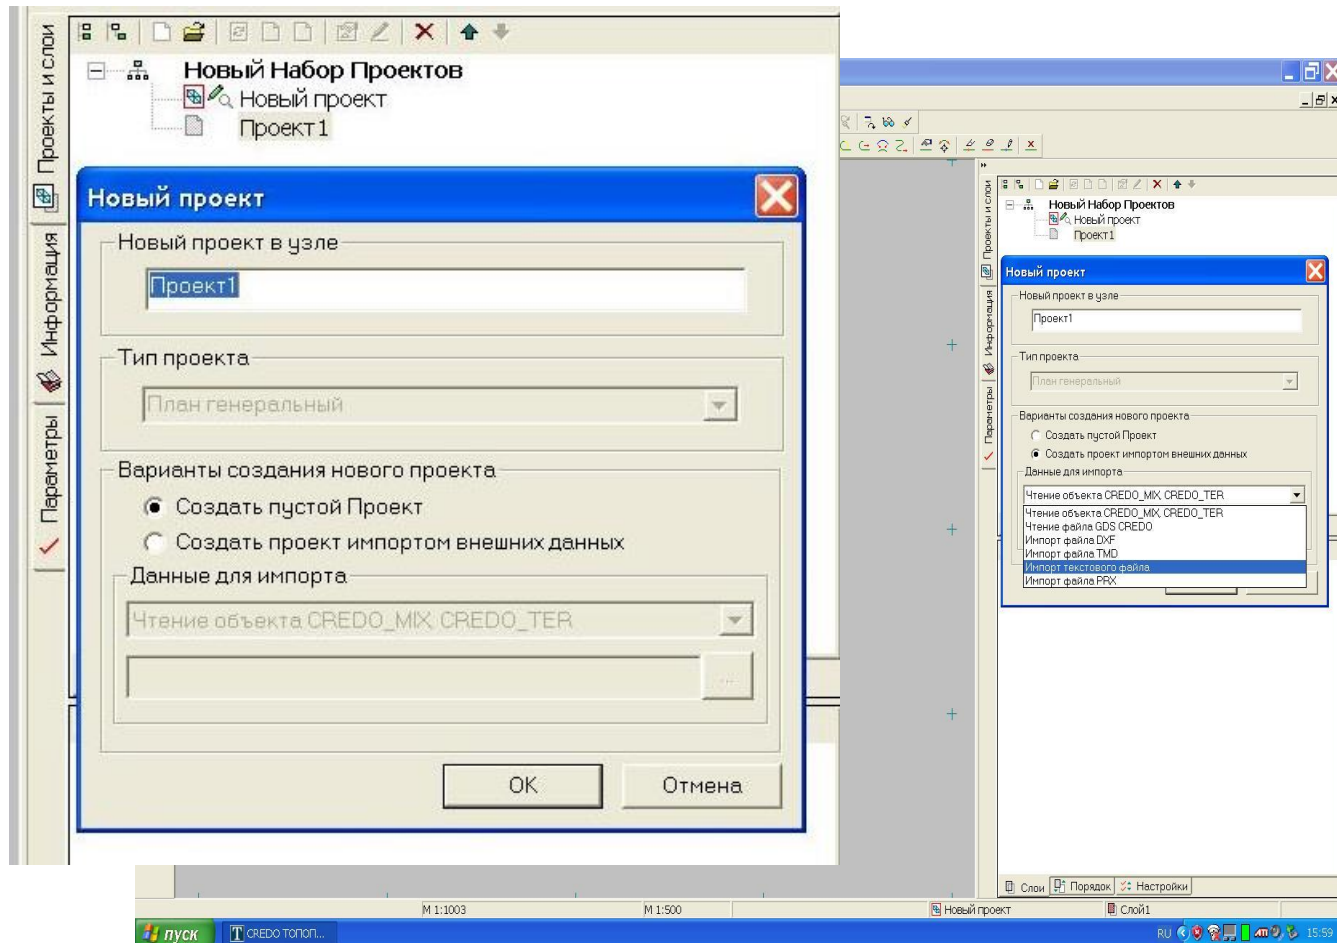 Проекты и слои
Информация
Параметры
Новый Набор Проектов
Новый проект
Проект1
Новый проект
Новый проект в узле
Проект1
Тип проекта
План генеральный
Варианты создания нового проекта
Создать пустой Проект
Создать проект импортом внешних данных
Данные для импорта
Чтение объекта CREDO_MIX, CREDO_TER
...
OK
Отмена
Проекты и слои
Информация
Параметры
Новый Набор Проектов
Новый проект
Проект1
Новый проект
Новый проект в узле
Проект1
Тип проекта
План генеральный
Варианты создания нового проекта
Создать пустой Проект
Создать проект импортом внешних данных
Данные для импорта
Чтение объекта CREDO_MIX, CREDO_TER
Чтение объекта CREDO_MIX, CREDO_TER
Чтение файла GDS CREDO
Импорт файла DXF
Импорт файла TMD
Импорт текстового файла
Импорт файла PRX
Слои Порядок Настройки
M 1:1003 M 1:500 Новый проект Слой1
пуск CREDO ТОПОП... RU 15:59